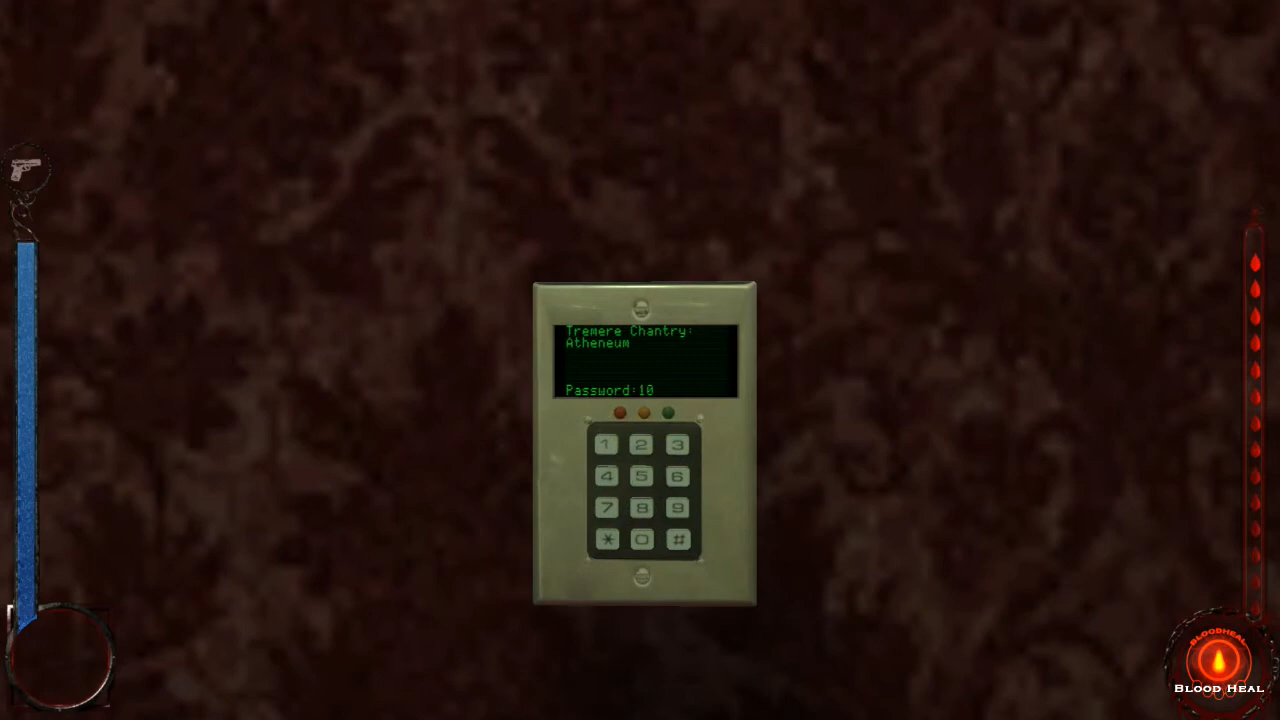 Tremere Chantry:
Atheneum
Password:10
1 2 3
4 5 6
7 8 9
* 0 #
BLOODHEAL
BLOOD HEAL